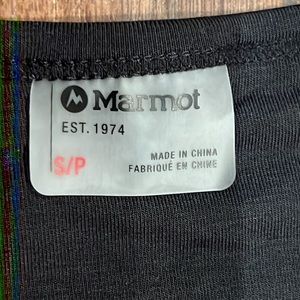 Marmot
EST. 1974
S/P
MADE IN CHINA
FABRIQUÉ EN CHINE